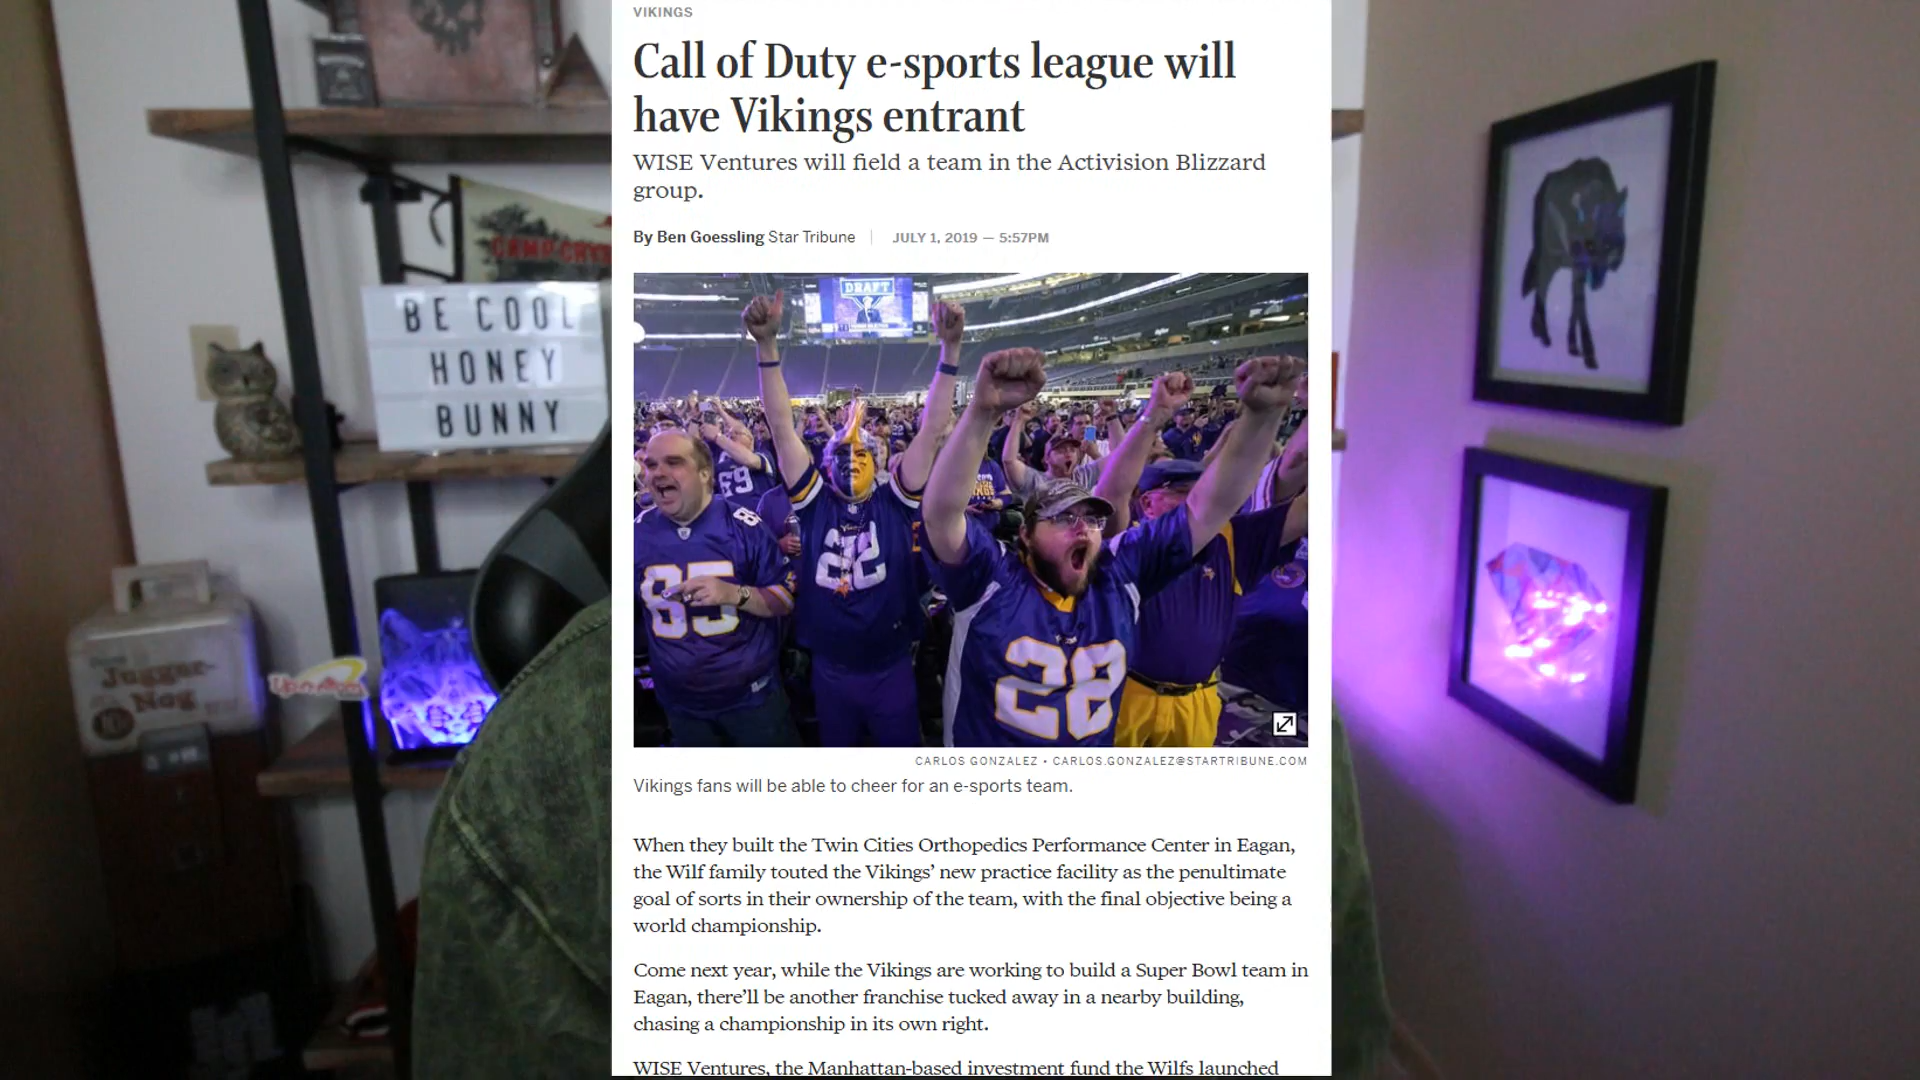 VIKINGS
Call of Duty e-sports league will
have Vikings entrant
WISE Ventures will field a team in the Activision Blizzard
group.
By Ben Goessling Star Tribune
JULY 1, 2019 — 5:57PM
BE COOL
HONEY
BUNNY
DRAFT
69
85
22
28
Jugger-
Nog
10
CARLOS GONZALEZ • CARLOS.GONZALEZ@STARTRIBUNE.COM
Vikings fans will be able to cheer for an e-sports team.
When they built the Twin Cities Orthopedics Performance Center in Eagan,
the Wilf family touted the Vikings’ new practice facility as the penultimate
goal of sorts in their ownership of the team, with the final objective being a
world championship.
Come next year, while the Vikings are working to build a Super Bowl team in
Eagan, there’ll be another franchise tucked away in a nearby building,
chasing a championship in its own right.
WISE Ventures, the Manhattan-based investment fund the Wilfs launched